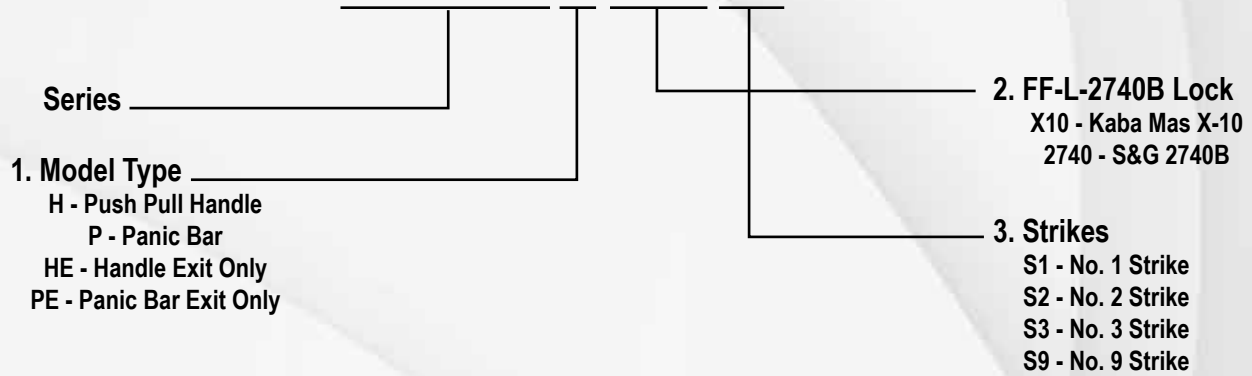 Series
1. Model Type
H - Push Pull Handle
P - Panic Bar
HE - Handle Exit Only
PE - Panic Bar Exit Only
2. FF-L-2740B Lock
X10 - Kaba Mas X-10
2740 - S&G 2740B
3. Strikes
S1 - No. 1 Strike
S2 - No. 2 Strike
S3 - No. 3 Strike
S9 - No. 9 Strike